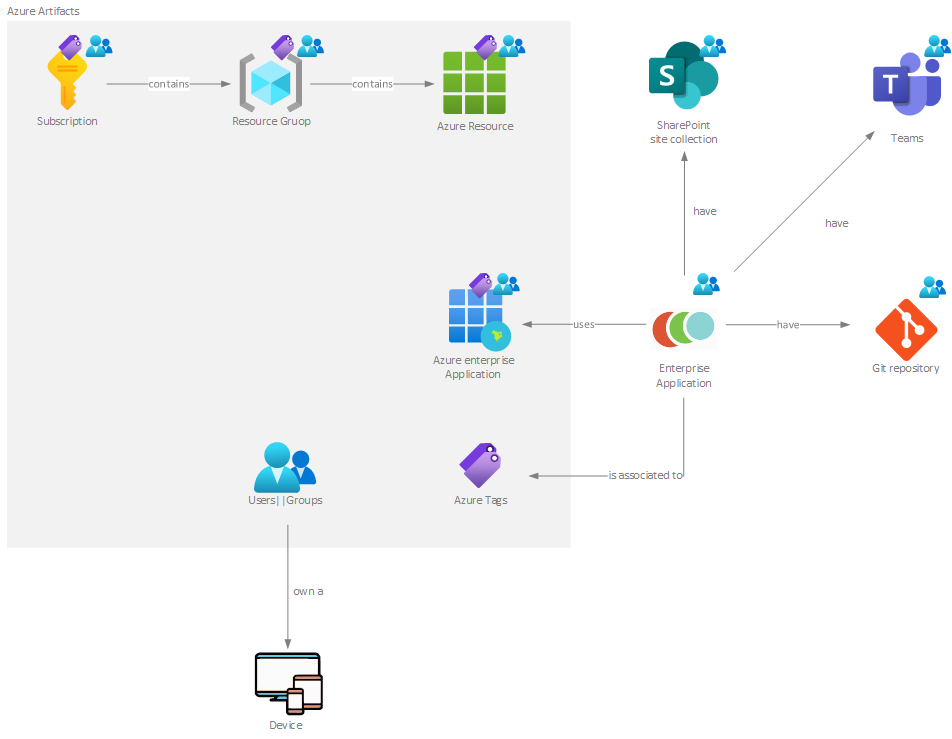 Azure Artifacts
Subscription
contains
Resource Gruop
contains
Azure Resource
S
SharePoint
site collection
T
Teams
have
have
Azure enterprise
Application
uses
Enterprise
Application
have
Git repository
Users||Groups
Azure Tags
is associated to
own a
Device